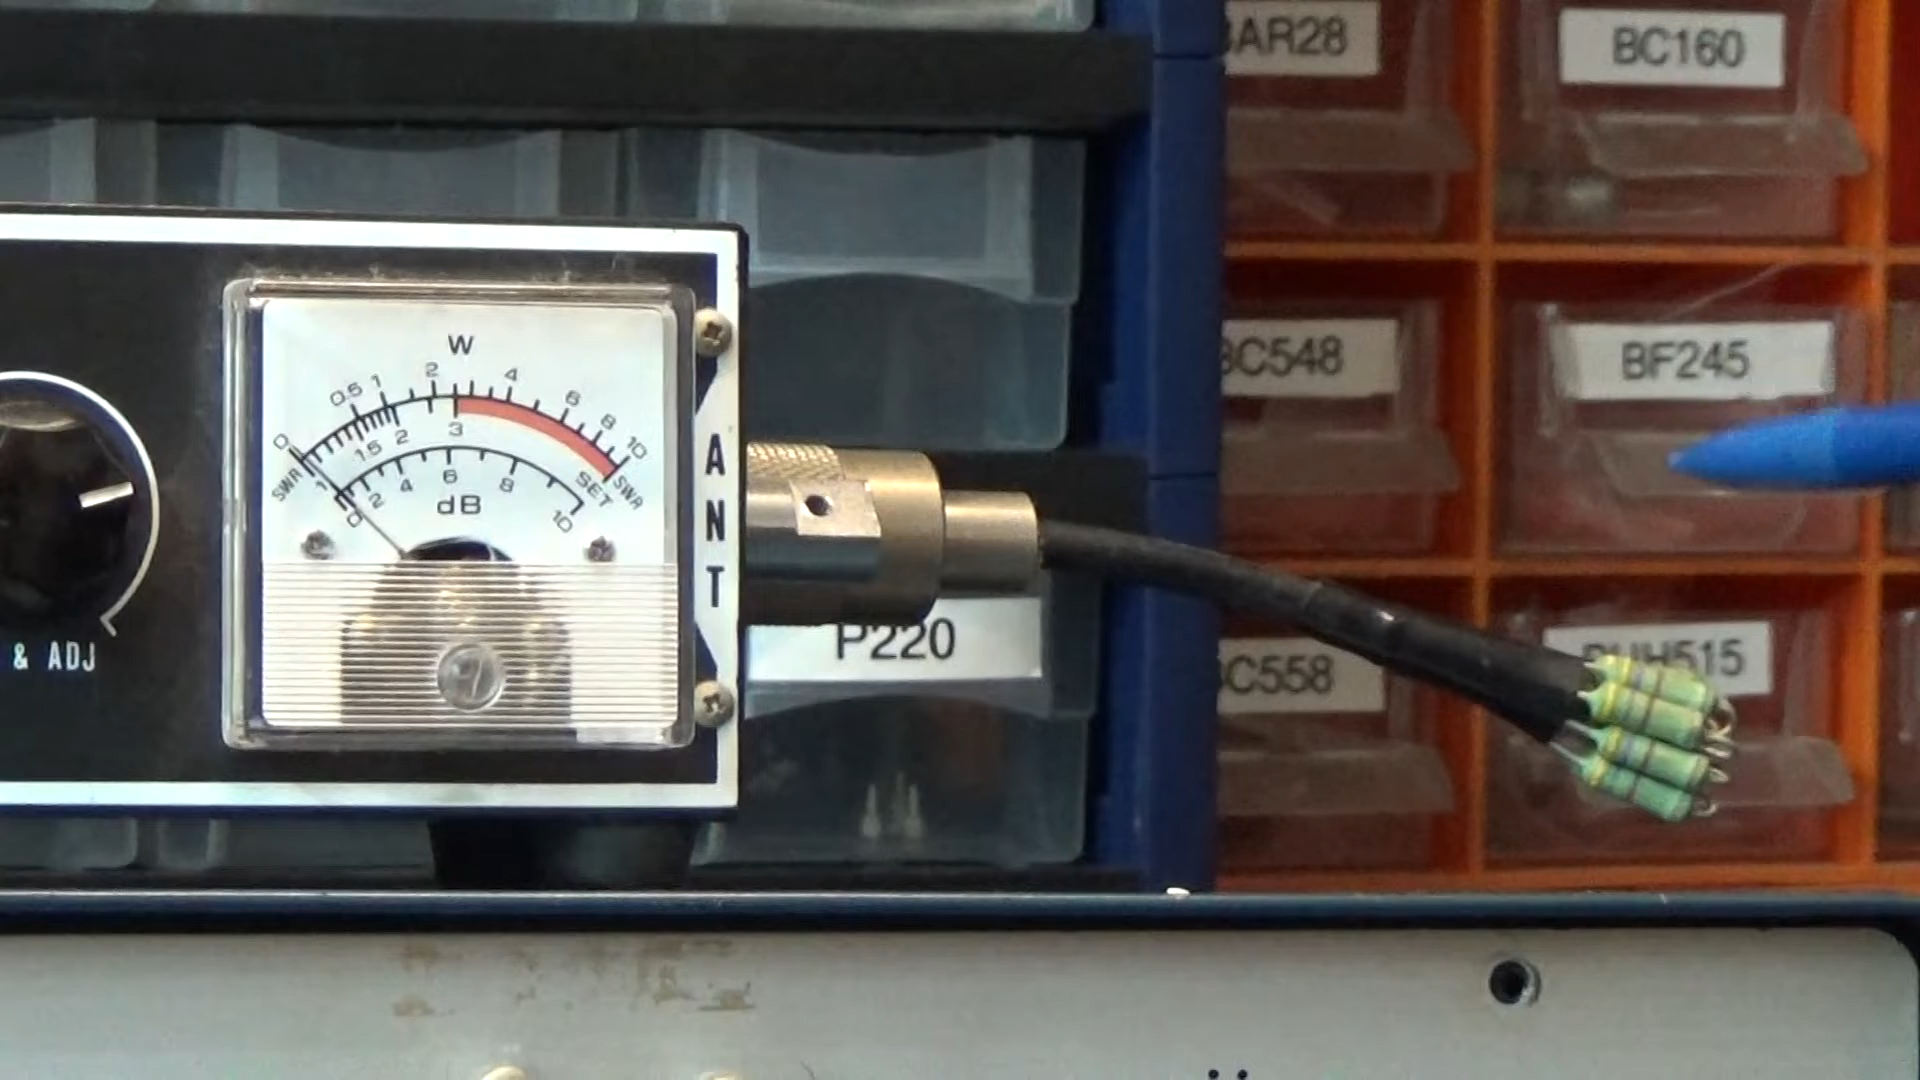 BC160
W
0 0.5 1 2 4 6 8 10
SWR 1 1.5 2 3 SET SWR
0 2 4 6 8 10
dB
ANT
& ADJ
P220
BF245